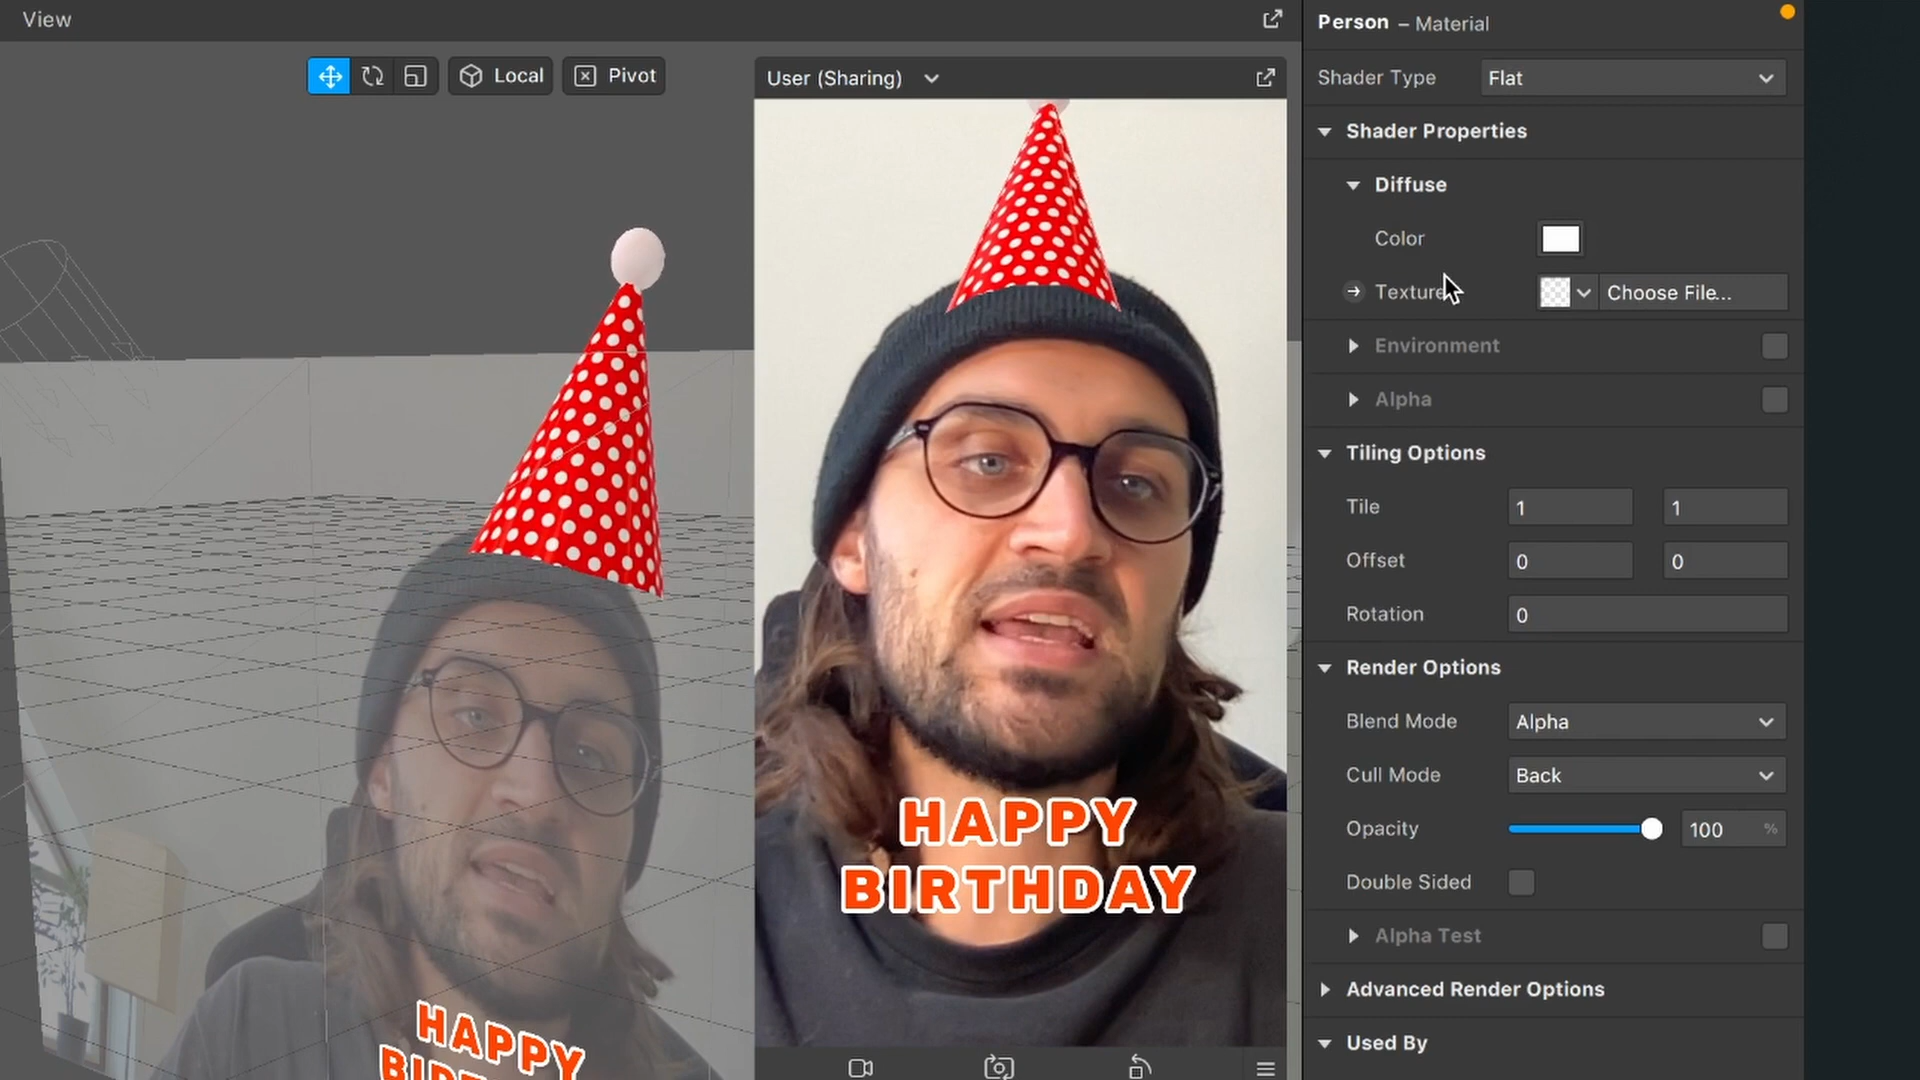 View
Local
Pivot
User (Sharing)
HAPPY
BIRTHDAY
HAPPY
Person – Material
Shader Type
Flat
Shader Properties
Diffuse
Color
Texture
Choose File...
Environment
Alpha
Tiling Options
Tile
1
1
Offset
0
0
Rotation
0
Render Options
Blend Mode
Alpha
Cull Mode
Back
Opacity
100
%
Double Sided
Alpha Test
Advanced Render Options
Used By